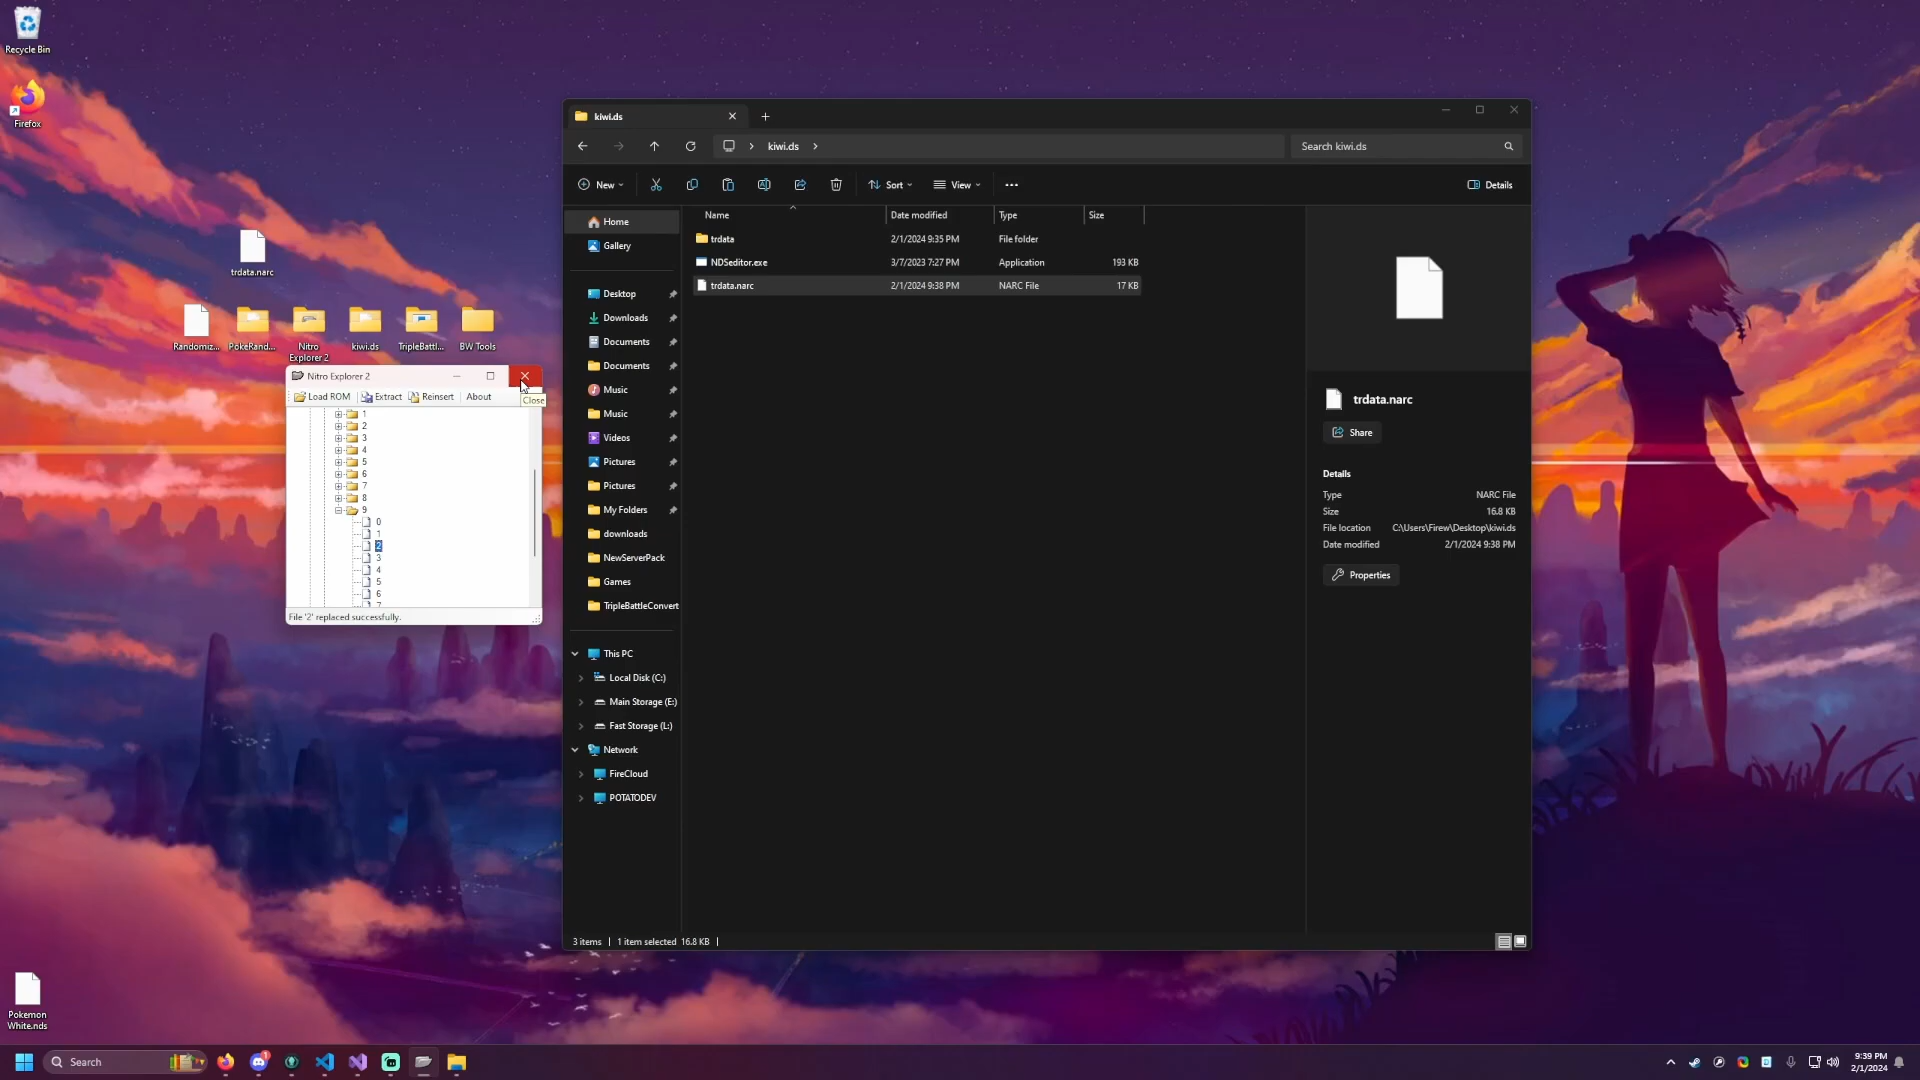 Recycle Bin
Firefox
trdata.narc
Randomiz...
PokeRand...
Nitro
Explorer 2
kiwi.ds
TripleBattl...
BW Tools
Nitro Explorer 2
Load ROM
Extract
Reinsert
About
Close
1
2
3
4
5
6
7
8
9
0
1
2
3
4
5
6
7
File '2' replaced successfully.
kiwi.ds
kiwi.ds
Search kiwi.ds
New
Sort
View
Details
Name
Date modified
Type
Size
trdata
2/1/2024 9:35 PM
File folder
NDSeditor.exe
3/7/2023 7:27 PM
Application
193 KB
trdata.narc
2/1/2024 9:38 PM
NARC File
17 KB
Home
Gallery
Desktop
Downloads
Documents
Documents
Music
Music
Videos
Pictures
Pictures
My Folders
downloads
NewServerPack
Games
TripleBattleConvert
This PC
Local Disk (C:)
Main Storage (E:)
Fast Storage (L:)
Network
FireCloud
POTATODEV
trdata.narc
Share
Details
Type
NARC File
Size
16.8 KB
File location
C:\Users\Firew\Desktop\kiwi.ds
Date modified
2/1/2024 9:38 PM
Properties
3 items
1 item selected 16.8 KB
Pokemon
White.nds
Search
1
9:39 PM
2/1/2024